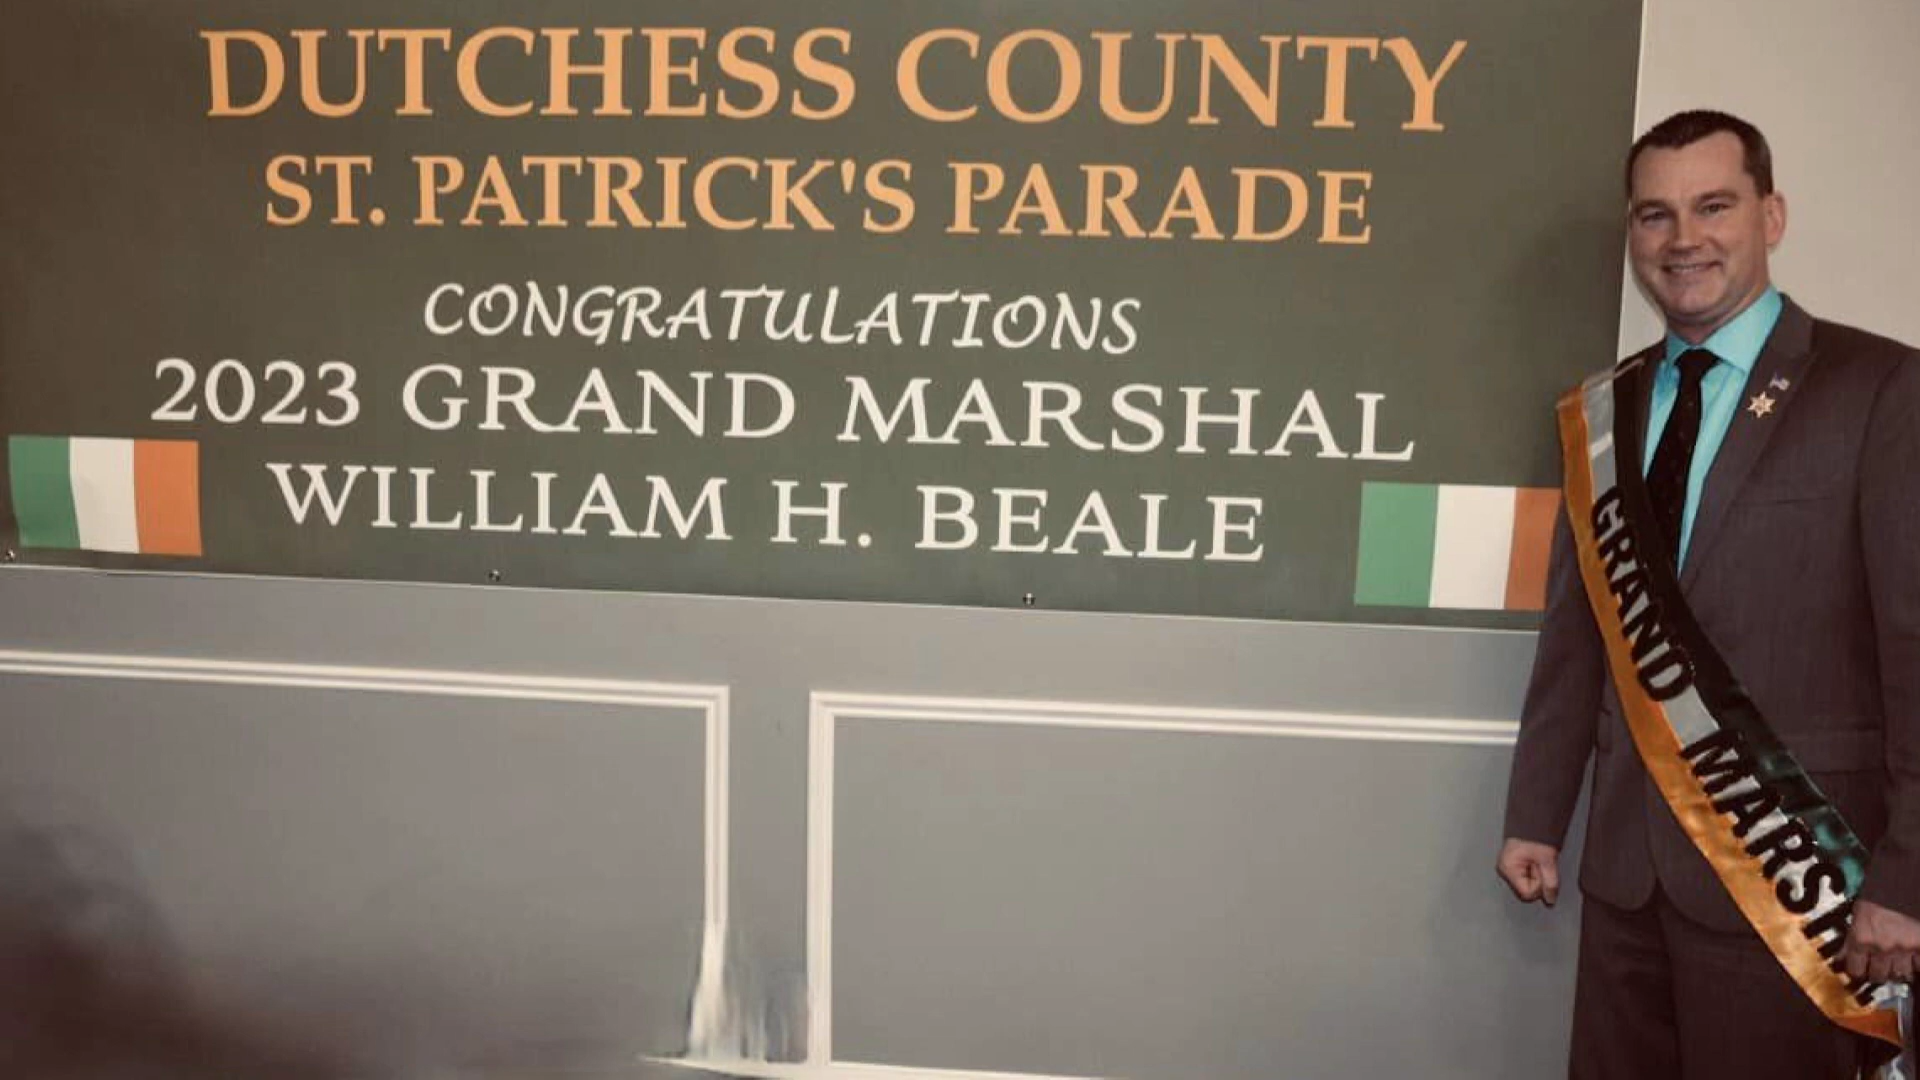 DUTCHESS COUNTY
ST. PATRICK'S PARADE
CONGRATULATIONS
2023 GRAND MARSHAL
WILLIAM H. BEALE
GRAND MARSHAL